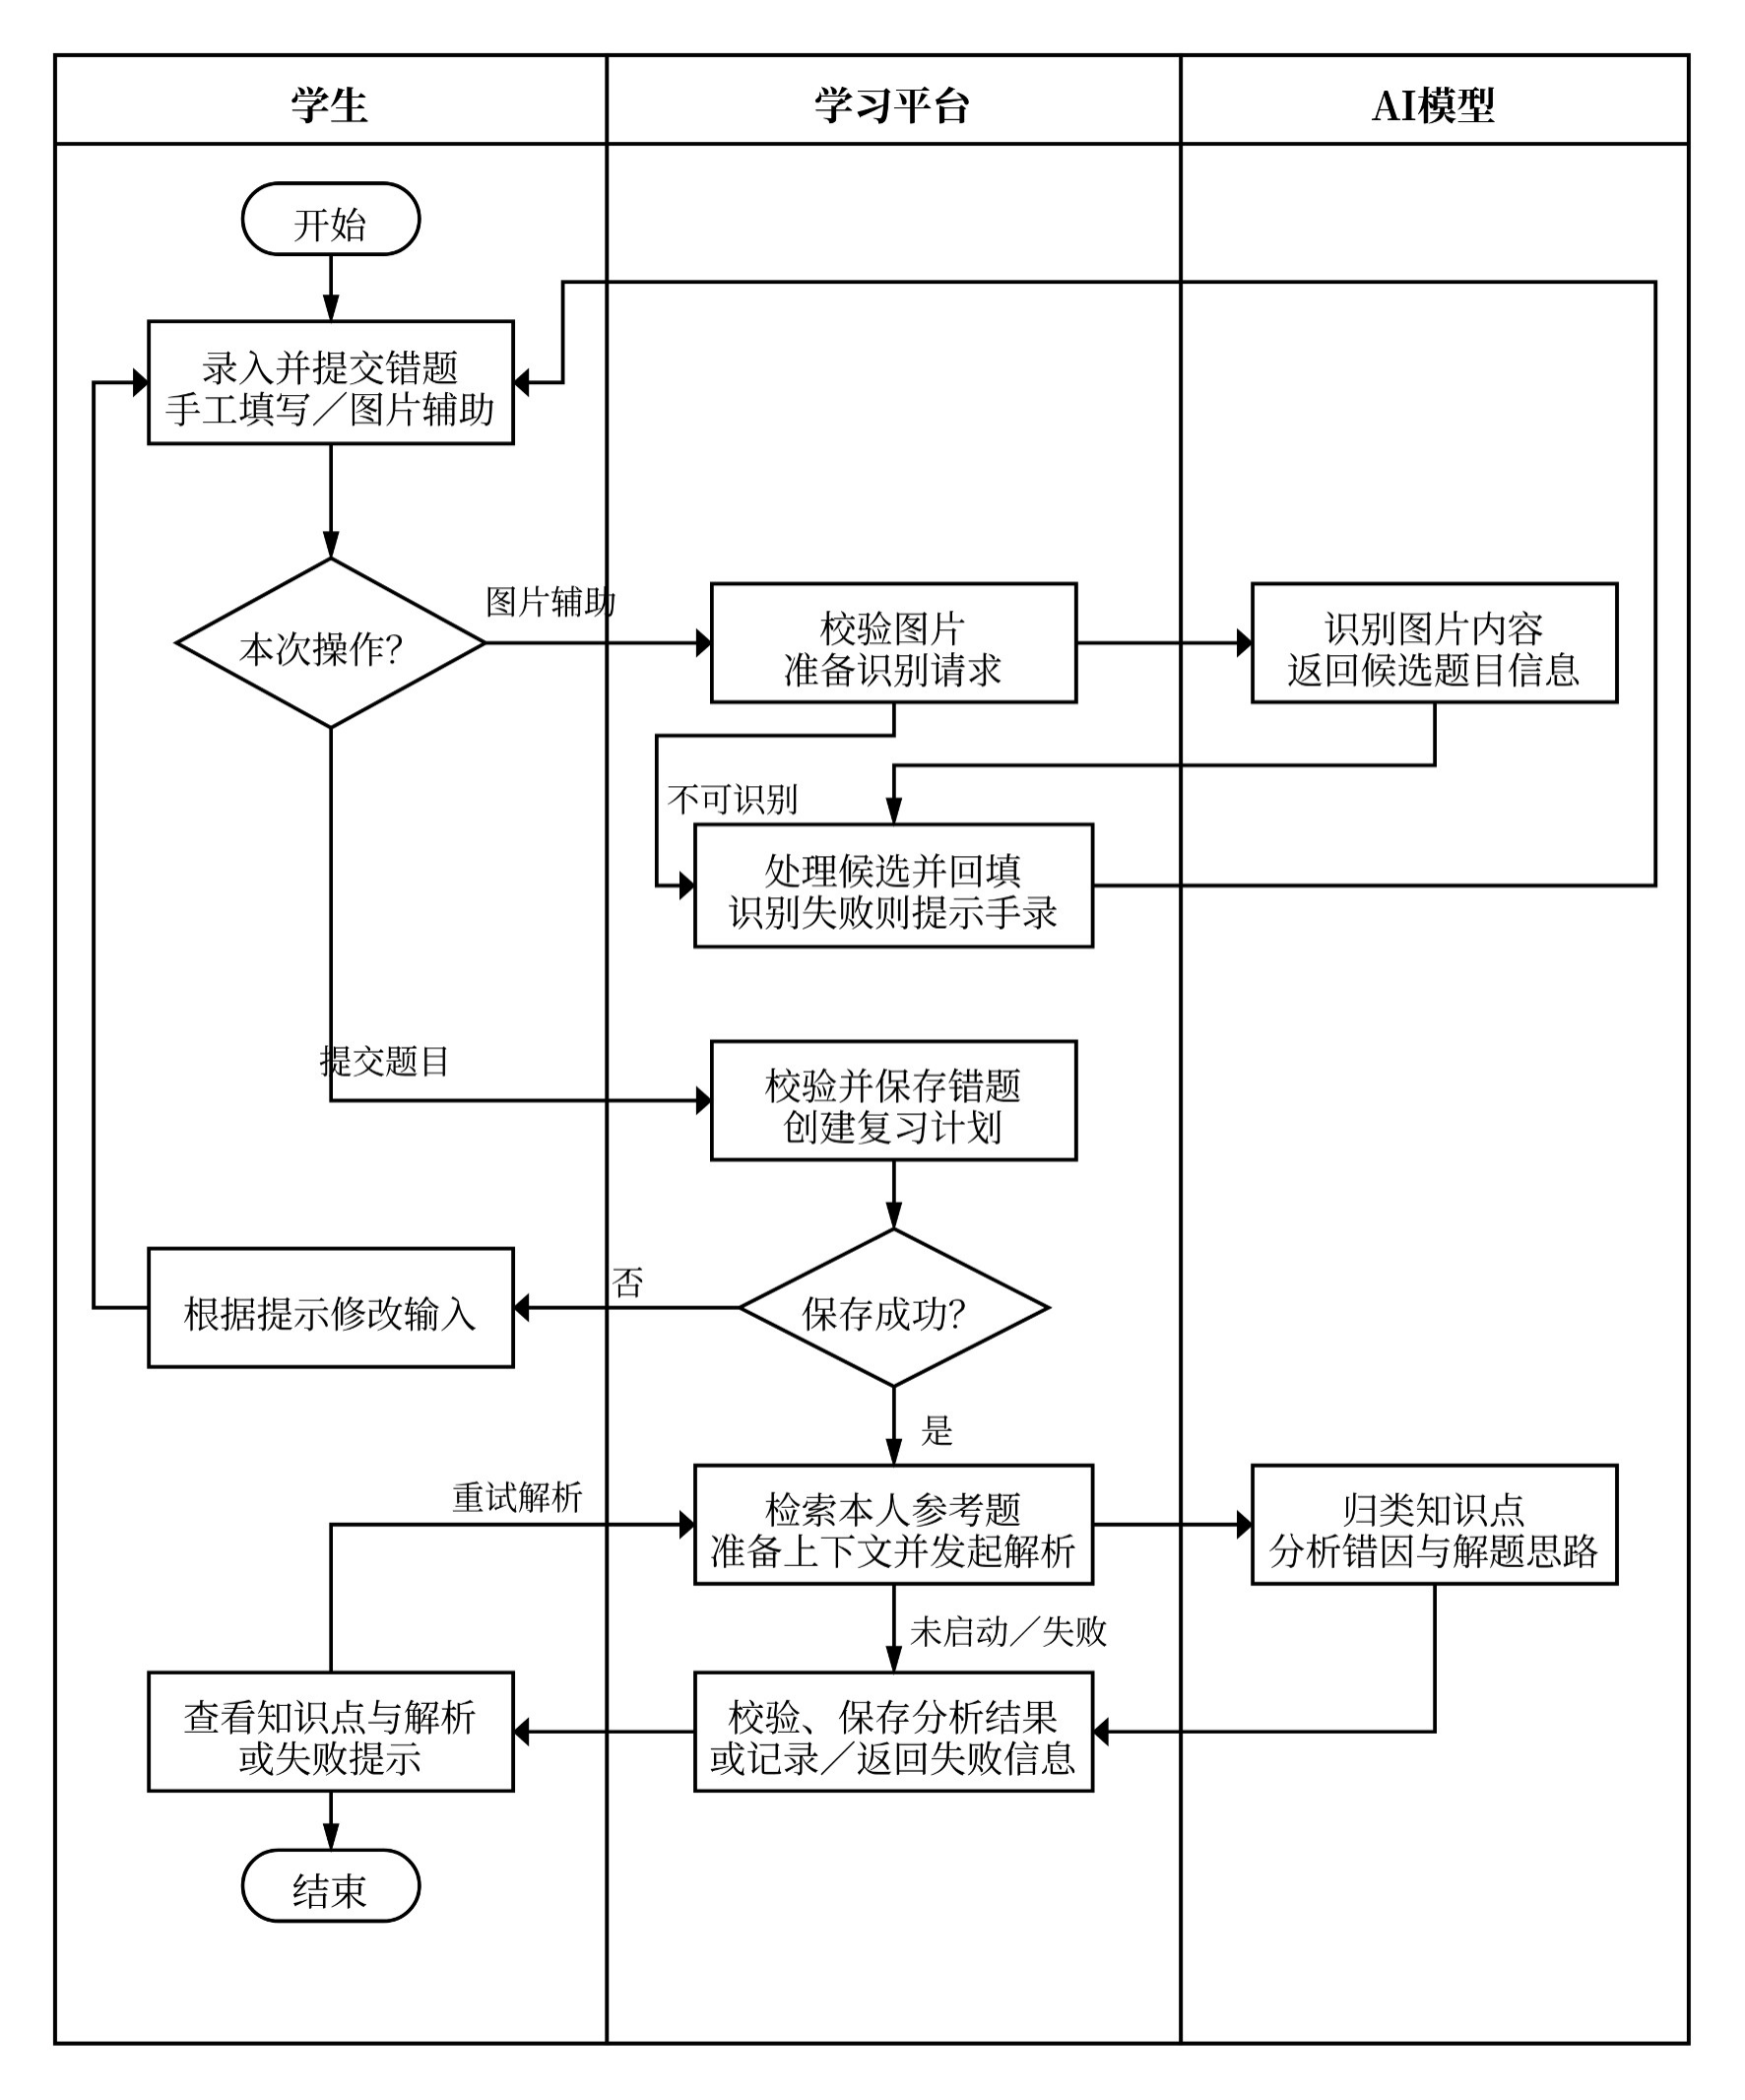 学生
学习平台
AI模型
开始
录入并提交错题
手工填写／图片辅助
本次操作?
图片辅助
校验图片
准备识别请求
识别图片内容
返回候选题目信息
不可识别
处理候选并回填
识别失败则提示手录
提交题目
校验并保存错题
创建复习计划
根据提示修改输入
否
保存成功?
是
重试解析
检索本人参考题
准备上下文并发起解析
归类知识点
分析错因与解题思路
未启动／失败
查看知识点与解析
或失败提示
校验、保存分析结果
或记录／返回失败信息
结束